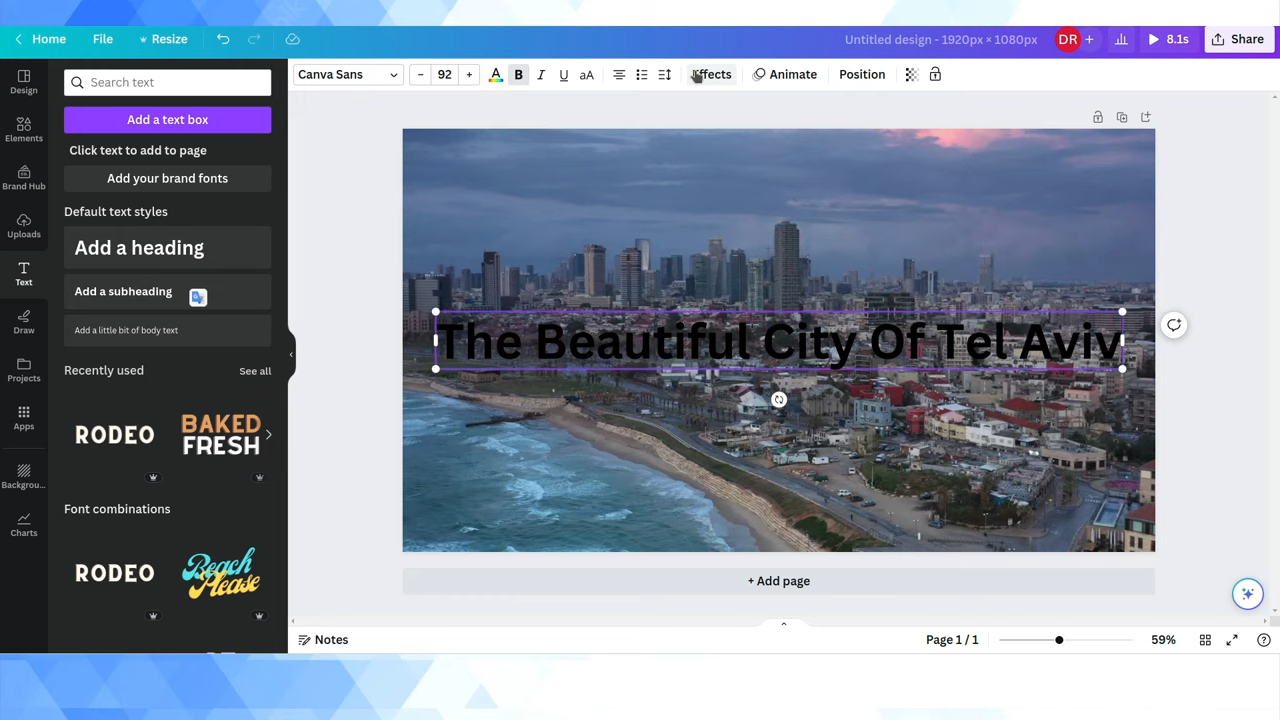 Home File Resize Untitled design - 1920px × 1080px DR + 8.1s Share
Canva Sans – 92 + A B I U aA Effects Animate Position
Design
Elements
Brand Hub
Uploads
Text
Draw
Projects
Apps
Backgrou...
Charts
Search text
Add a text box
Click text to add to page
Add your brand fonts
Default text styles
Add a heading
Add a subheading
Add a little bit of body text
Recently used See all
RODEO BAKED FRESH
Font combinations
RODEO Beach Please
The Beautiful City Of Tel Aviv
+ Add page
Notes Page 1 / 1 59%